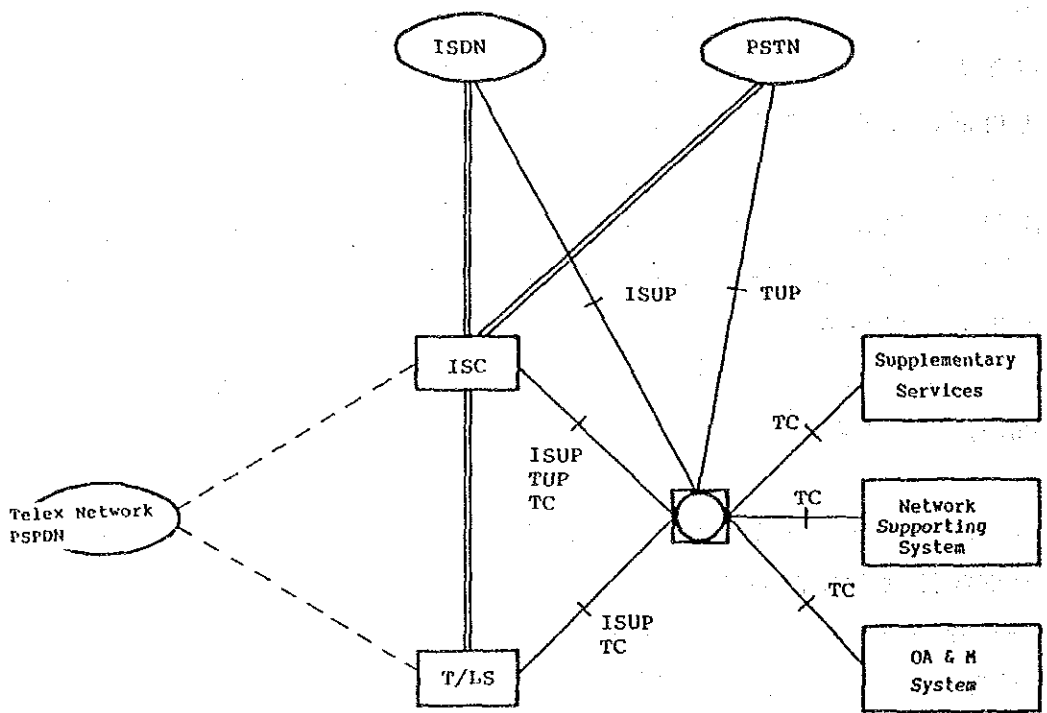 ISDN
PSTN
ISUP
TUP
ISC
Supplementary
Services
TC
ISUP
TUP
TC
Telex Network
PSPDN
TC
Network
Supporting
System
TC
ISUP
TC
T/LS
OA & M
System